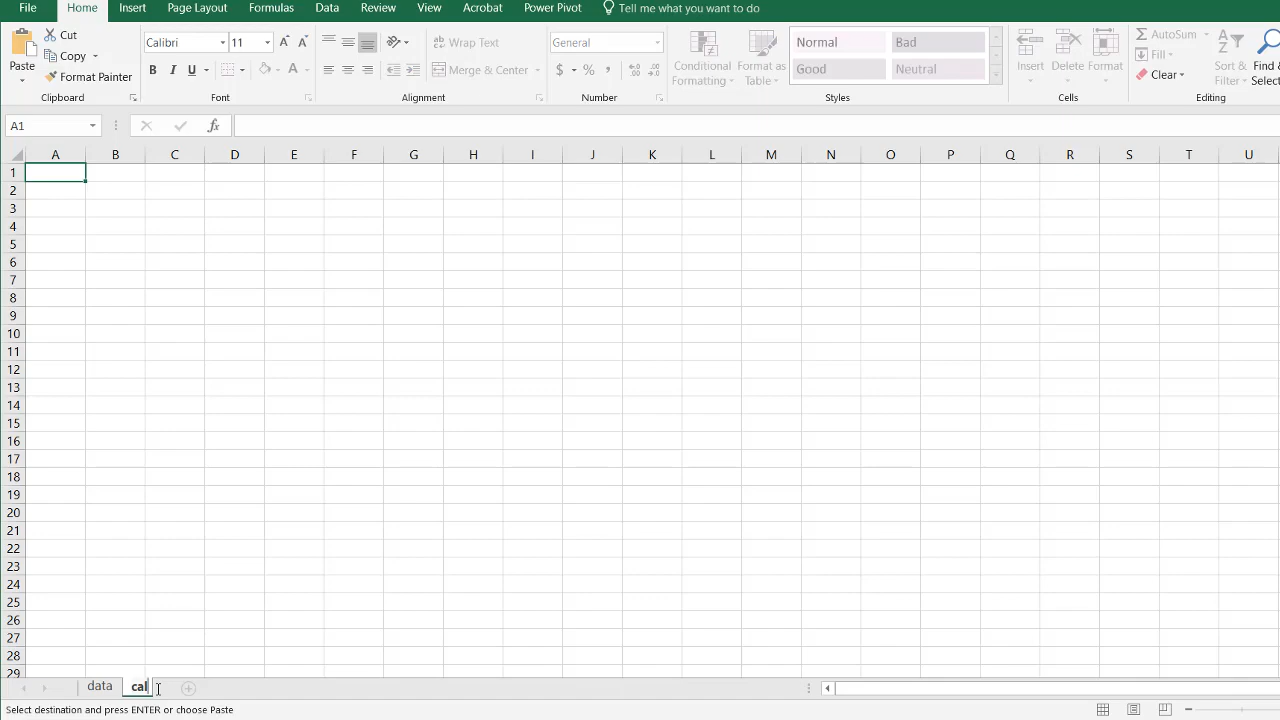 File Home Insert Page Layout Formulas Data Review View Acrobat Power Pivot Tell me what you want to do
Cut
Copy
Format Painter
Paste
Clipboard
Calibri 11 A A
B I U A
Font
ab Wrap Text
Merge & Center
Alignment
General
$ % ,
Number
Conditional Formatting
Format as Table
Normal Bad
Good Neutral
Styles
Insert Delete Format
Cells
AutoSum
Fill
Clear
Sort & Filter
Find & Select
Editing
A1 fx
A B C D E F G H I J K L M N O P Q R S T U
1
2
3
4
5
6
7
8
9
10
11
12
13
14
15
16
17
18
19
20
21
22
23
24
25
26
27
28
29
data cal
Select destination and press ENTER or choose Paste